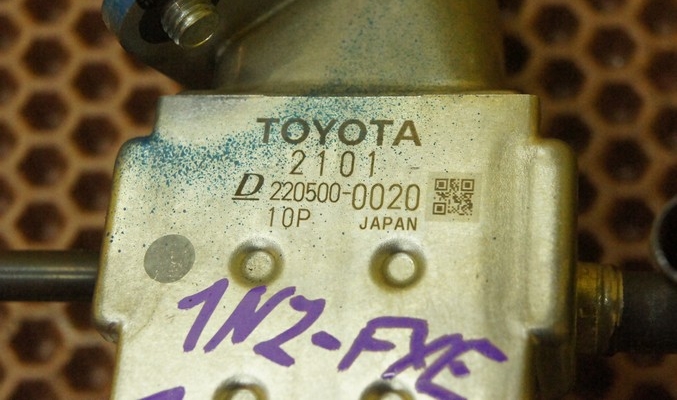 TOYOTA
2101
D 220500-0020
10P JAPAN
1NZ-FXE